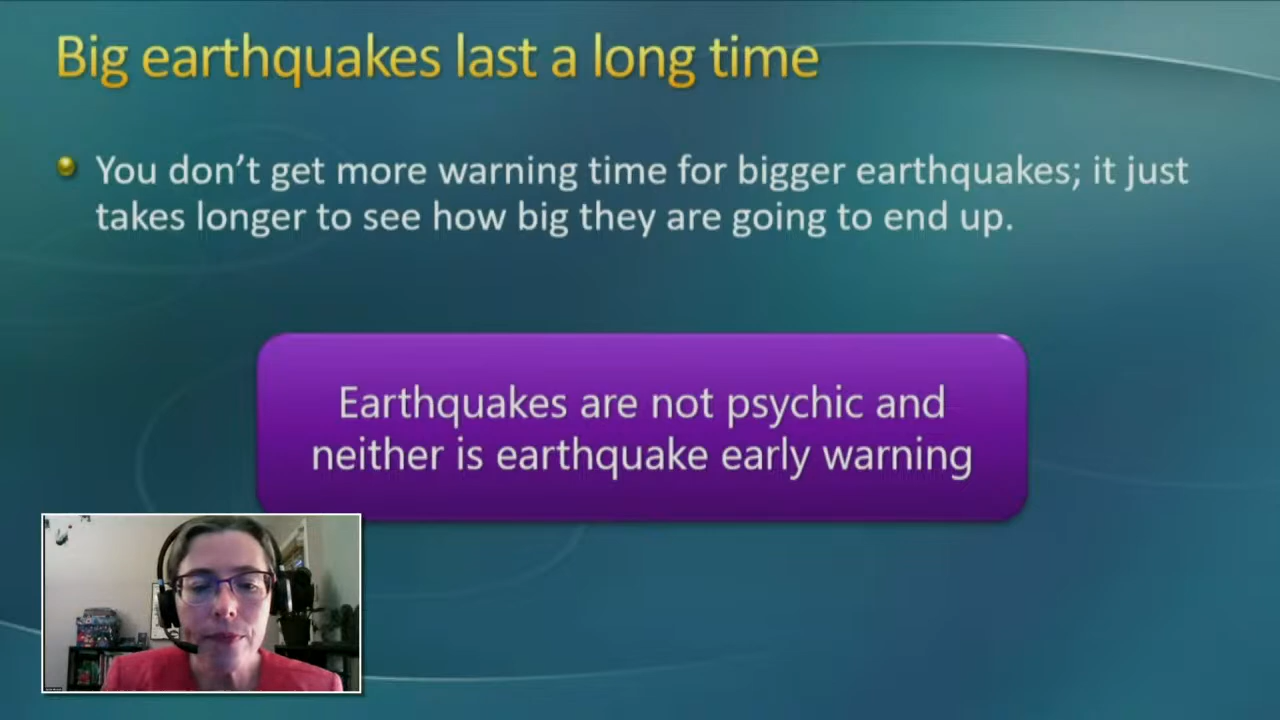 Big earthquakes last a long time
You don't get more warning time for bigger earthquakes; it just
takes longer to see how big they are going to end up.
Earthquakes are not psychic and
neither is earthquake early warning